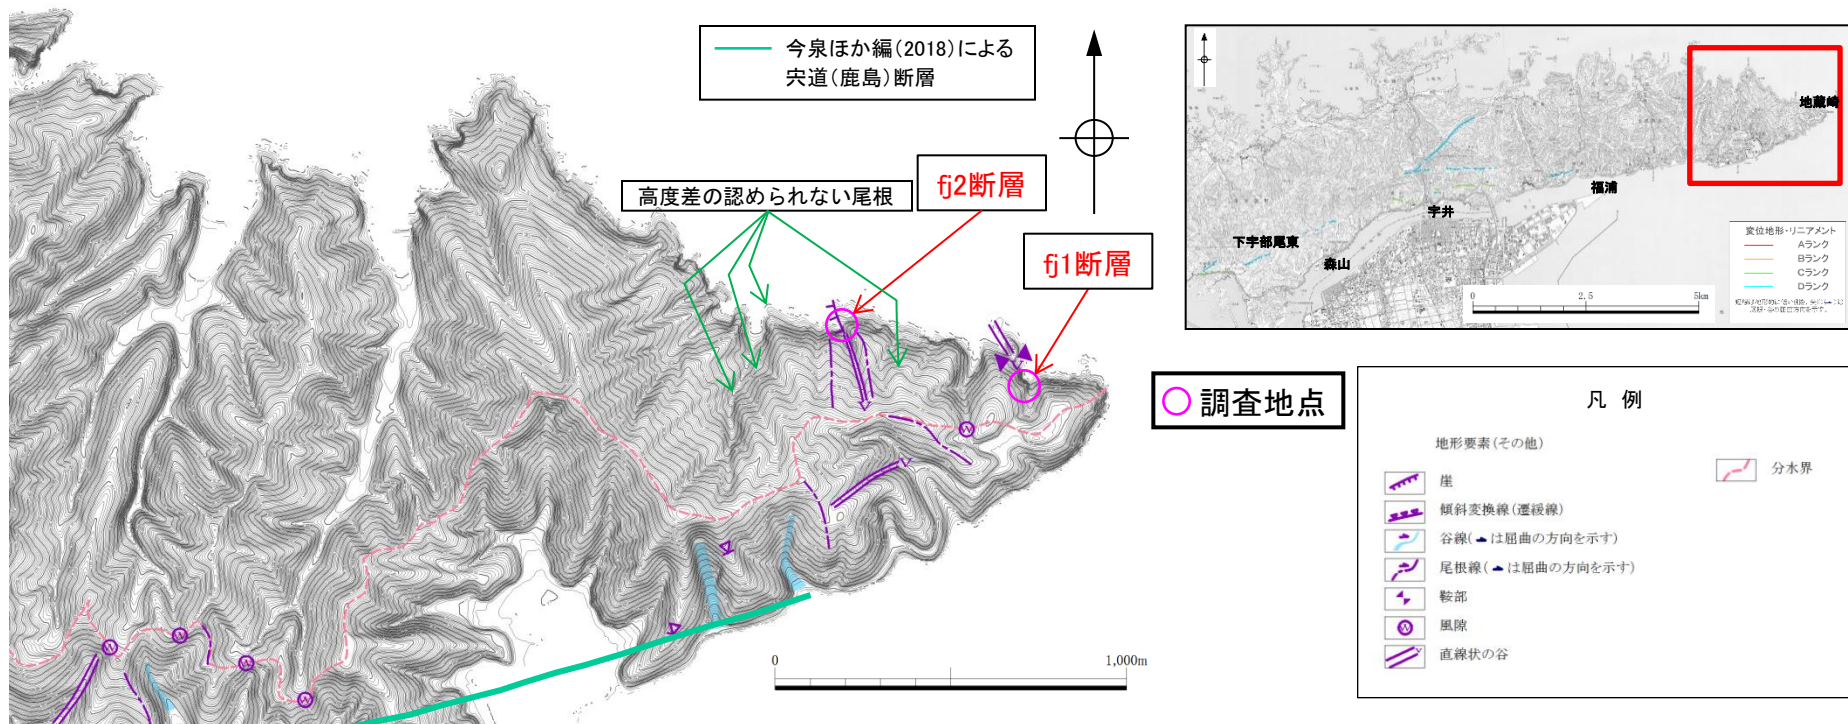 今泉ほか編(2018)による
宍道(鹿島)断層
高度差の認められない尾根
fj2断層
fj1断層
地蔵崎
福浦
宇井
下宇部尾東
森山
変位地形・リニアメント
Aランク
Bランク
Cランク
Dランク
0 2.5 5km
調査地点
凡 例
地形要素(その他)
崖
傾斜変換線(遷緩線)
谷線(は屈曲の方向を示す)
尾根線(は屈曲の方向を示す)
鞍部
風隙
直線状の谷
分水界
0 1,000m